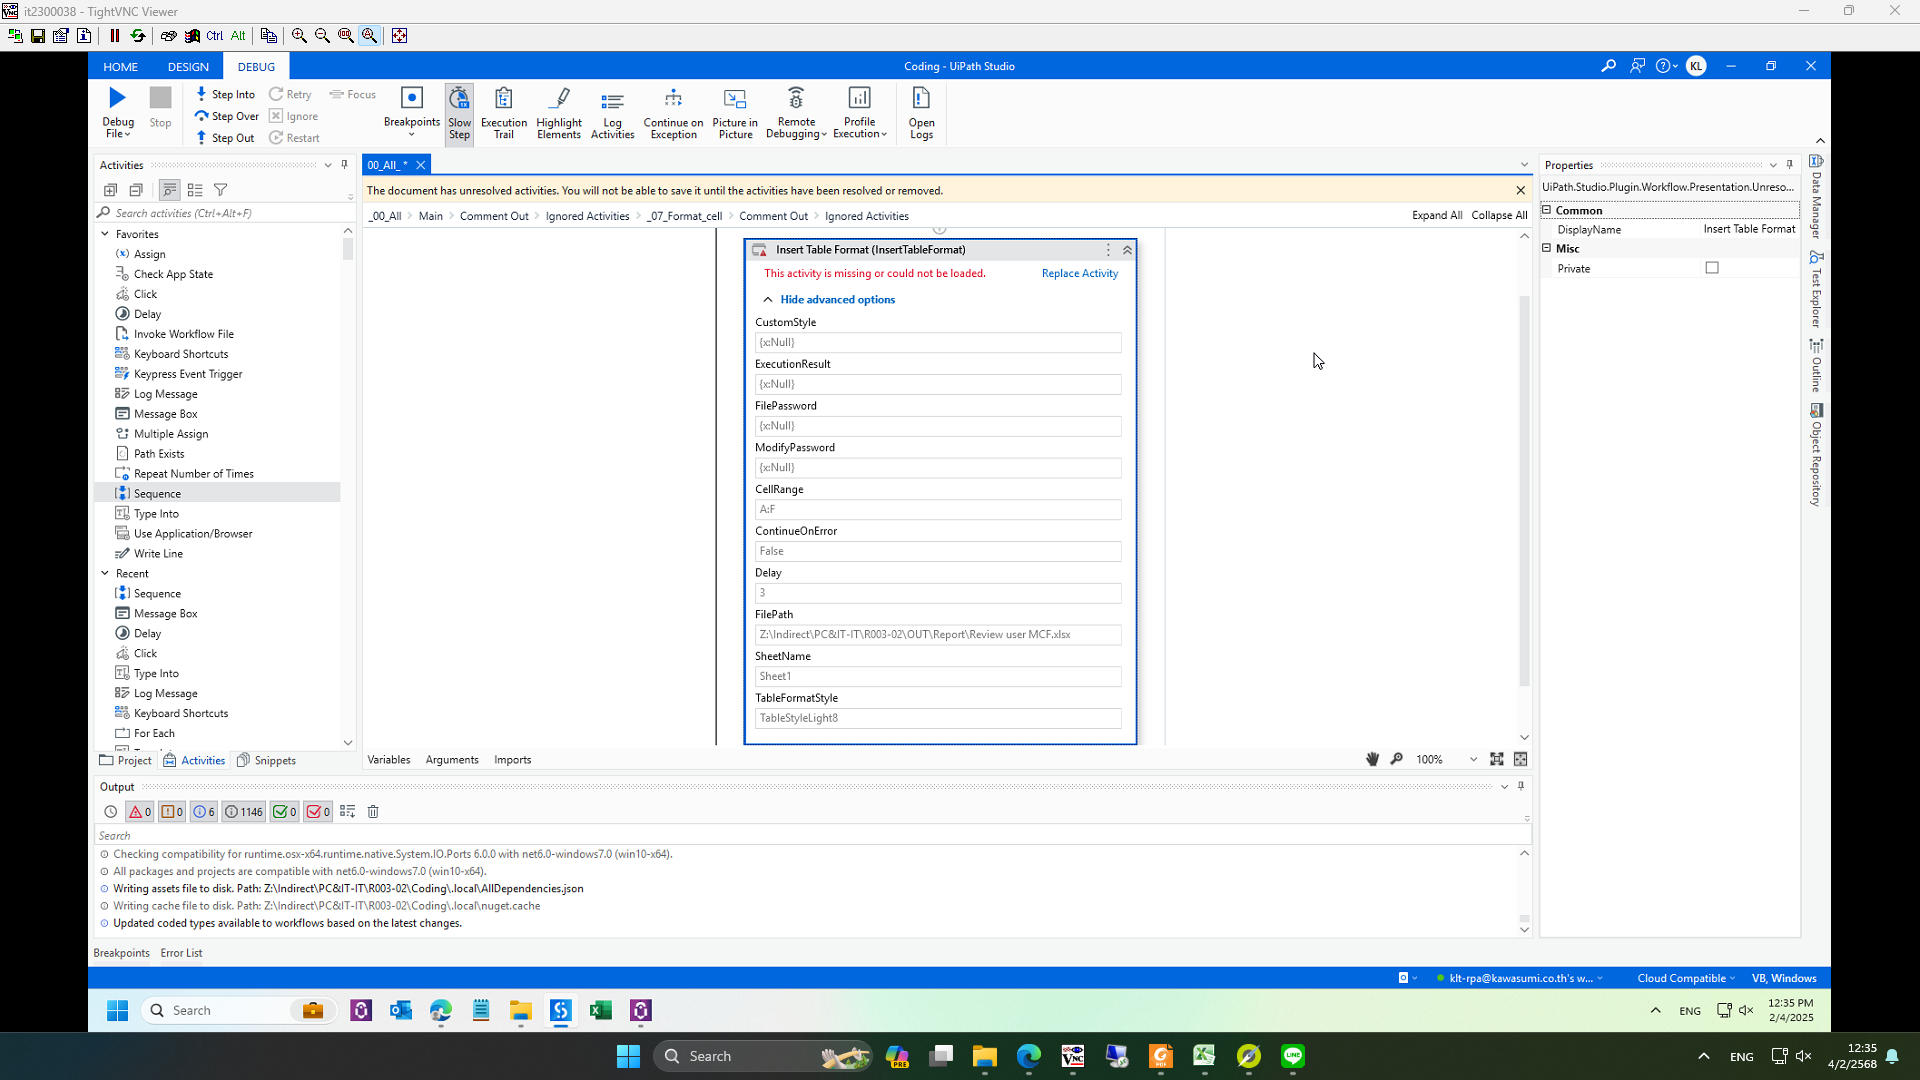 it2300038 - TightVNC Viewer
Ctrl Alt
HOME DESIGN DEBUG
Coding - UiPath Studio
KL
Debug File
Stop
Step Into
Step Over
Step Out
Retry
Ignore
Restart
Focus
Breakpoints
Slow Step
Execution Trail
Highlight Elements
Log Activities
Continue on Exception
Picture in Picture
Remote Debugging
Profile Execution
Open Logs
Activities
Search activities (Ctrl+Alt+F)
Favorites
Assign
Check App State
Click
Delay
Invoke Workflow File
Keyboard Shortcuts
Keypress Event Trigger
Log Message
Message Box
Multiple Assign
Path Exists
Repeat Number of Times
Sequence
Type Into
Use Application/Browser
Write Line
Recent
Sequence
Message Box
Delay
Click
Type Into
Log Message
Keyboard Shortcuts
For Each
Project Activities Snippets
00_All_ *
The document has unresolved activities. You will not be able to save it until the activities have been resolved or removed.
_00_All > Main > Comment Out > Ignored Activities > _07_Format_cell > Comment Out > Ignored Activities
Expand All Collapse All
Insert Table Format (InsertTableFormat)
This activity is missing or could not be loaded. Replace Activity
Hide advanced options
CustomStyle
{x:Null}
ExecutionResult
{x:Null}
FilePassword
{x:Null}
ModifyPassword
{x:Null}
CellRange
A:F
ContinueOnError
False
Delay
3
FilePath
Z:\Indirect\PC&IT-IT\R003-02\OUT\Report\Review user MCF.xlsx
SheetName
Sheet1
TableFormatStyle
TableStyleLight8
Variables Arguments Imports
100%
Properties
UiPath.Studio.Plugin.Workflow.Presentation.Unreso...
Common
DisplayName Insert Table Format
Misc
Private
Data Manager
Test Explorer
Outline
Object Repository
Output
0 0 6 1146 0 0
Search
Checking compatibility for runtime.osx-x64.runtime.native.System.IO.Ports 6.0.0 with net6.0-windows7.0 (win10-x64).
All packages and projects are compatible with net6.0-windows7.0 (win10-x64).
Writing assets file to disk. Path: Z:\Indirect\PC&IT-IT\R003-02\Coding\.local\AllDependencies.json
Writing cache file to disk. Path: Z:\Indirect\PC&IT-IT\R003-02\Coding\.local\nuget.cache
Updated coded types available to workflows based on the latest changes.
Breakpoints Error List
klt-rpa@kawasumi.co.th's w...
Cloud Compatible
VB, Windows
Search
ENG
12:35 PM
2/4/2025
Search
PRE
VNC
LINE
ENG
12:35
4/2/2568